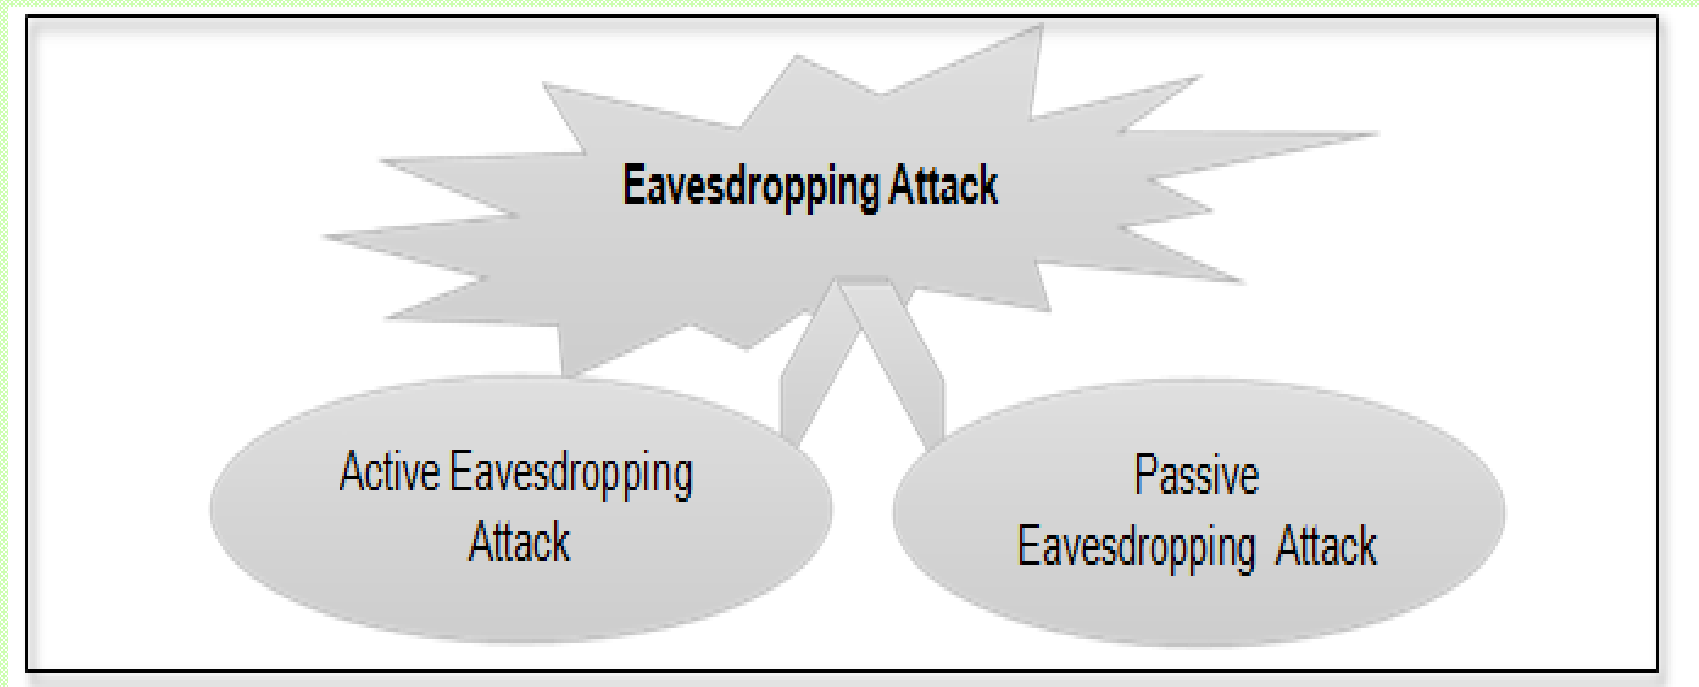 Eavesdropping Attack
Active Eavesdropping
Attack
Passive
Eavesdropping Attack